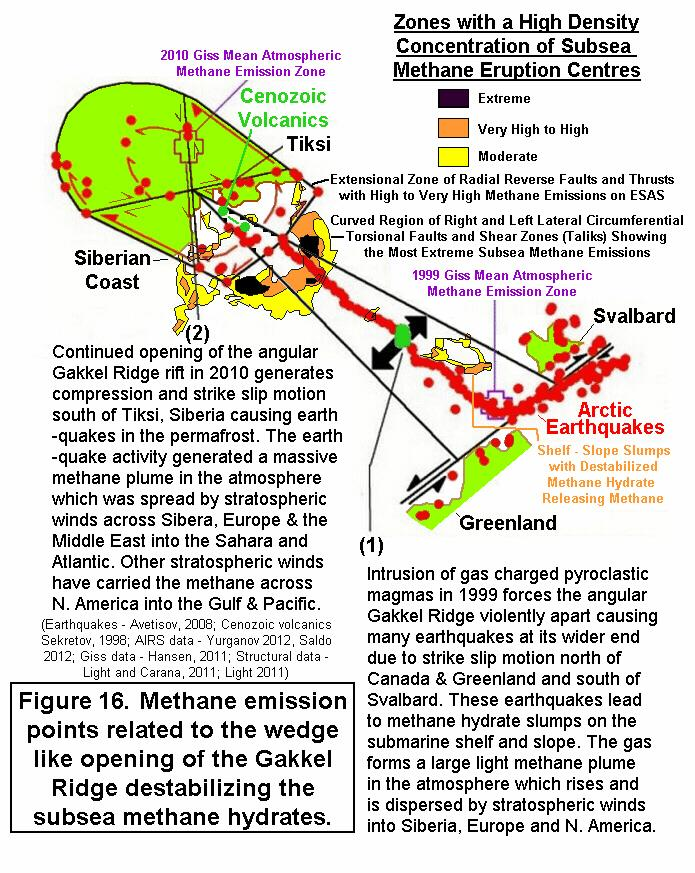 Zones with a High Density
Concentration of Subsea
Methane Eruption Centres
Extreme
Very High to High
Moderate
2010 Giss Mean Atmospheric
Methane Emission Zone
Cenozoic
Volcanics
Tiksi
Extensional Zone of Radial Reverse Faults and Thrusts
with High to Very High Methane Emissions on ESAS
Curved Region of Right and Left Lateral Circumferential
Torsional Faults and Shear Zones (Taliks) Showing
the Most Extreme Subsea Methane Emissions
Siberian
Coast
1999 Giss Mean Atmospheric
Methane Emission Zone
Svalbard
Arctic
Earthquakes
Shelf - Slope Slumps
with Destabilized
Methane Hydrate
Releasing Methane
Greenland
(2)
Continued opening of the angular
Gakkel Ridge rift in 2010 generates
compression and strike slip motion
south of Tiksi, Siberia causing earth
-quakes in the permafrost. The earth
-quake activity generated a massive
methane plume in the atmosphere
which was spread by stratospheric
winds across Sibera, Europe & the
Middle East into the Sahara and
Atlantic. Other stratospheric winds
have carried the methane across
N. America into the Gulf & Pacific.
(Earthquakes - Avetisov, 2008; Cenozoic volcanics
Sekretov, 1998; AIRS data - Yurganov 2012, Saldo
2012; Giss data - Hansen, 2011; Structural data -
Light and Carana, 2011; Light 2011)
(1)
Intrusion of gas charged pyroclastic
magmas in 1999 forces the angular
Gakkel Ridge violently apart causing
many earthquakes at its wider end
due to strike slip motion north of
Canada & Greenland and south of
Svalbard. These earthquakes lead
to methane hydrate slumps on the
submarine shelf and slope. The gas
forms a large light methane plume
in the atmosphere which rises and
is dispersed by stratospheric winds
into Siberia, Europe and N. America.
Figure 16. Methane emission
points related to the wedge
like opening of the Gakkel
Ridge destabilizing the
subsea methane hydrates.